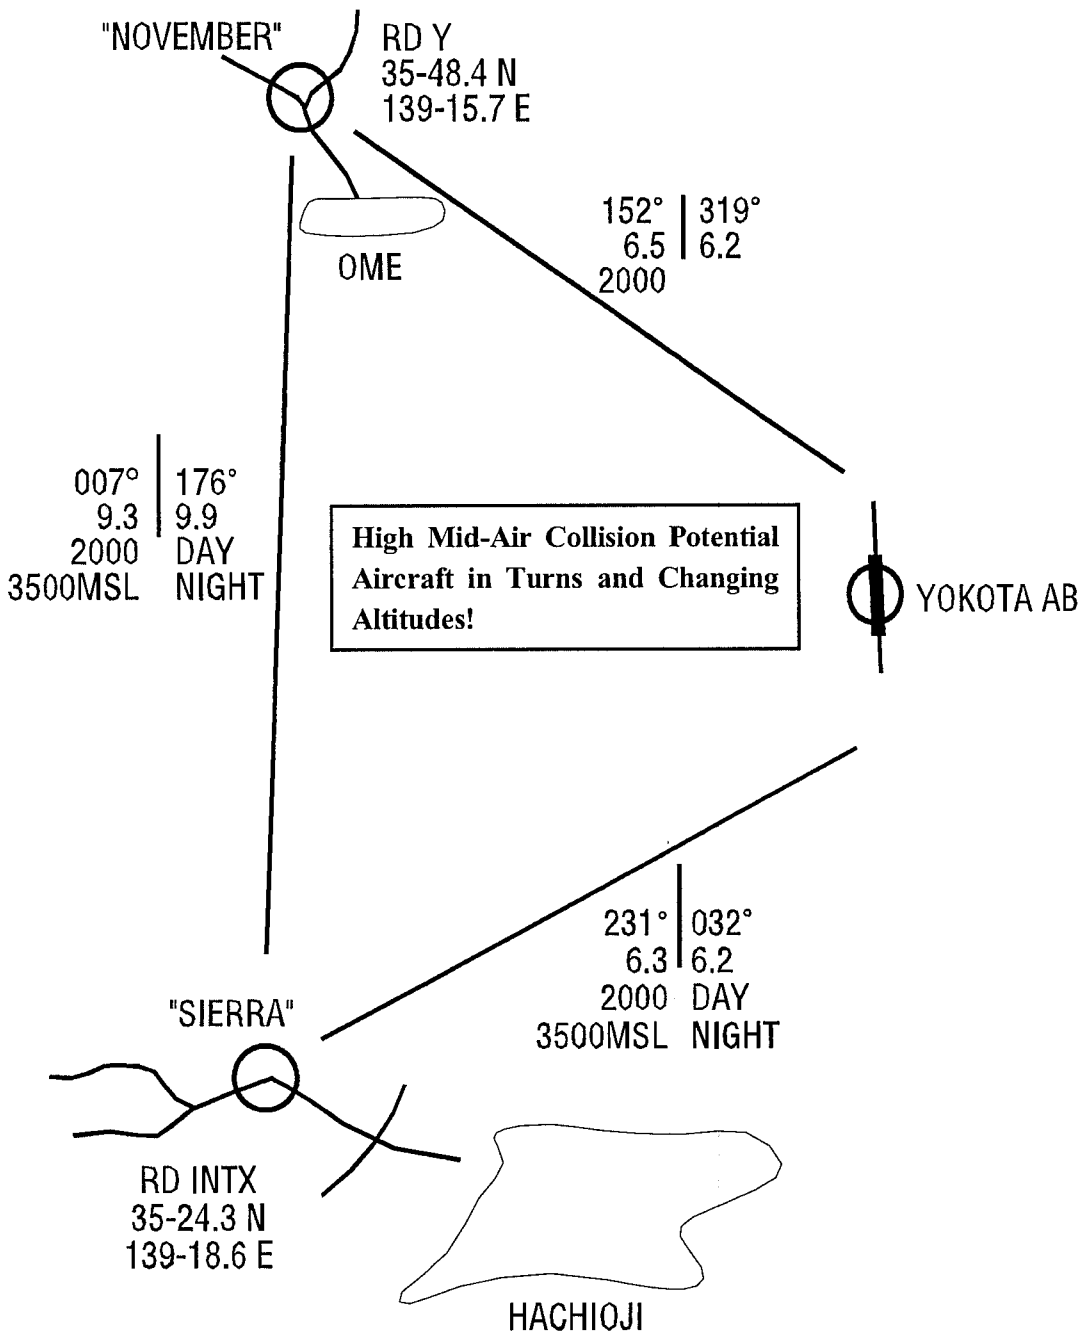 "NOVEMBER"
RD Y
35-48.4 N
139-15.7 E
152° 319°
6.5 6.2
2000
OME
007° 176°
9.3 9.9
2000 DAY
3500MSL NIGHT
High Mid-Air Collision Potential
Aircraft in Turns and Changing
Altitudes!
YOKOTA AB
231° 032°
6.3 6.2
2000 DAY
3500MSL NIGHT
"SIERRA"
RD INTX
35-24.3 N
139-18.6 E
HACHIOJI